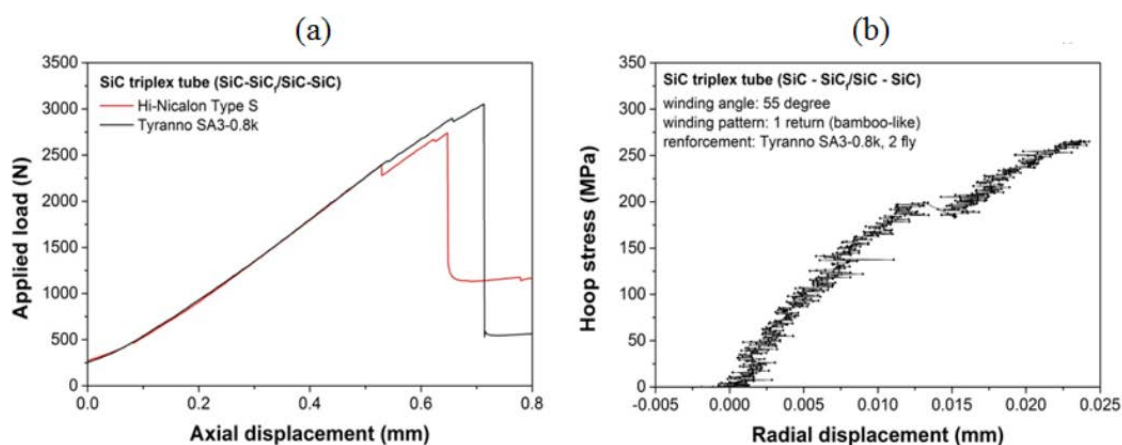 (a)
3500
3000
2500
2000
1500
1000
500
0
Applied load (N)
SiC triplex tube (SiC-SiCf/SiC-SiC)
Hi-Nicalon Type S
Tyranno SA3-0.8k
0.0 0.2 0.4 0.6 0.8
Axial displacement (mm)
(b)
350
300
250
200
150
100
50
0
Hoop stress (MPa)
SiC triplex tube (SiC - SiCf/SiC - SiC)
winding angle: 55 degree
winding pattern: 1 return (bamboo-like)
renforcement: Tyranno SA3-0.8k, 2 fly
-0.005 0.000 0.005 0.010 0.015 0.020 0.025
Radial displacement (mm)